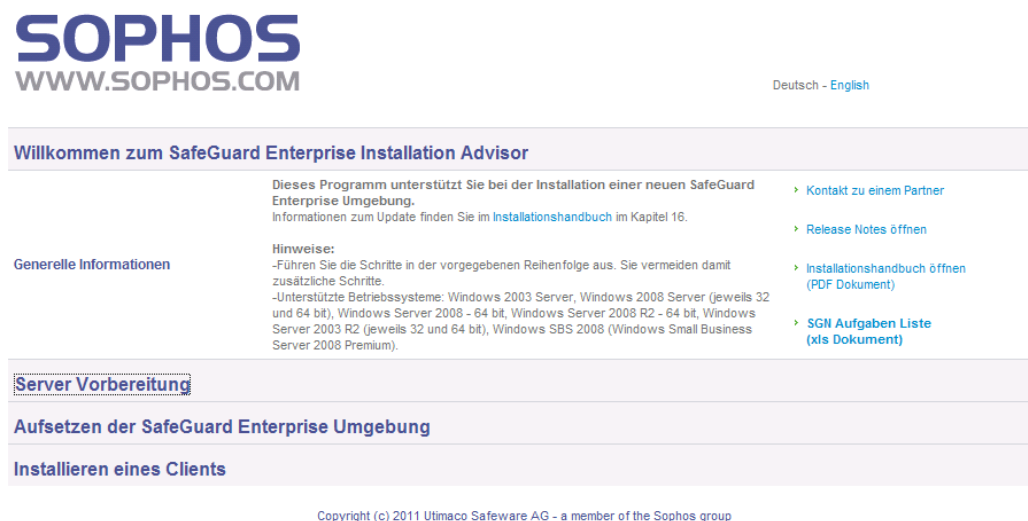 SOPHOS
WWW.SOPHOS.COM
Deutsch - English
Willkommen zum SafeGuard Enterprise Installation Advisor
Generelle Informationen
Dieses Programm unterstützt Sie bei der Installation einer neuen SafeGuard
Enterprise Umgebung.
Informationen zum Update finden Sie im Installationshandbuch im Kapitel 16.
Hinweise:
-Führen Sie die Schritte in der vorgegebenen Reihenfolge aus. Sie vermeiden damit
zusätzliche Schritte.
-Unterstützte Betriebssysteme: Windows 2003 Server, Windows 2008 Server (jeweils 32
und 64 bit), Windows Server 2008 - 64 bit, Windows Server 2008 R2 - 64 bit, Windows
Server 2003 R2 (jeweils 32 und 64 bit), Windows SBS 2008 (Windows Small Business
Server 2008 Premium).
Kontakt zu einem Partner
Release Notes öffnen
Installationshandbuch öffnen
(PDF Dokument)
SGN Aufgaben Liste
(xls Dokument)
Server Vorbereitung
Aufsetzen der SafeGuard Enterprise Umgebung
Installieren eines Clients
Copyright (c) 2011 Utimaco Safeware AG - a member of the Sophos group